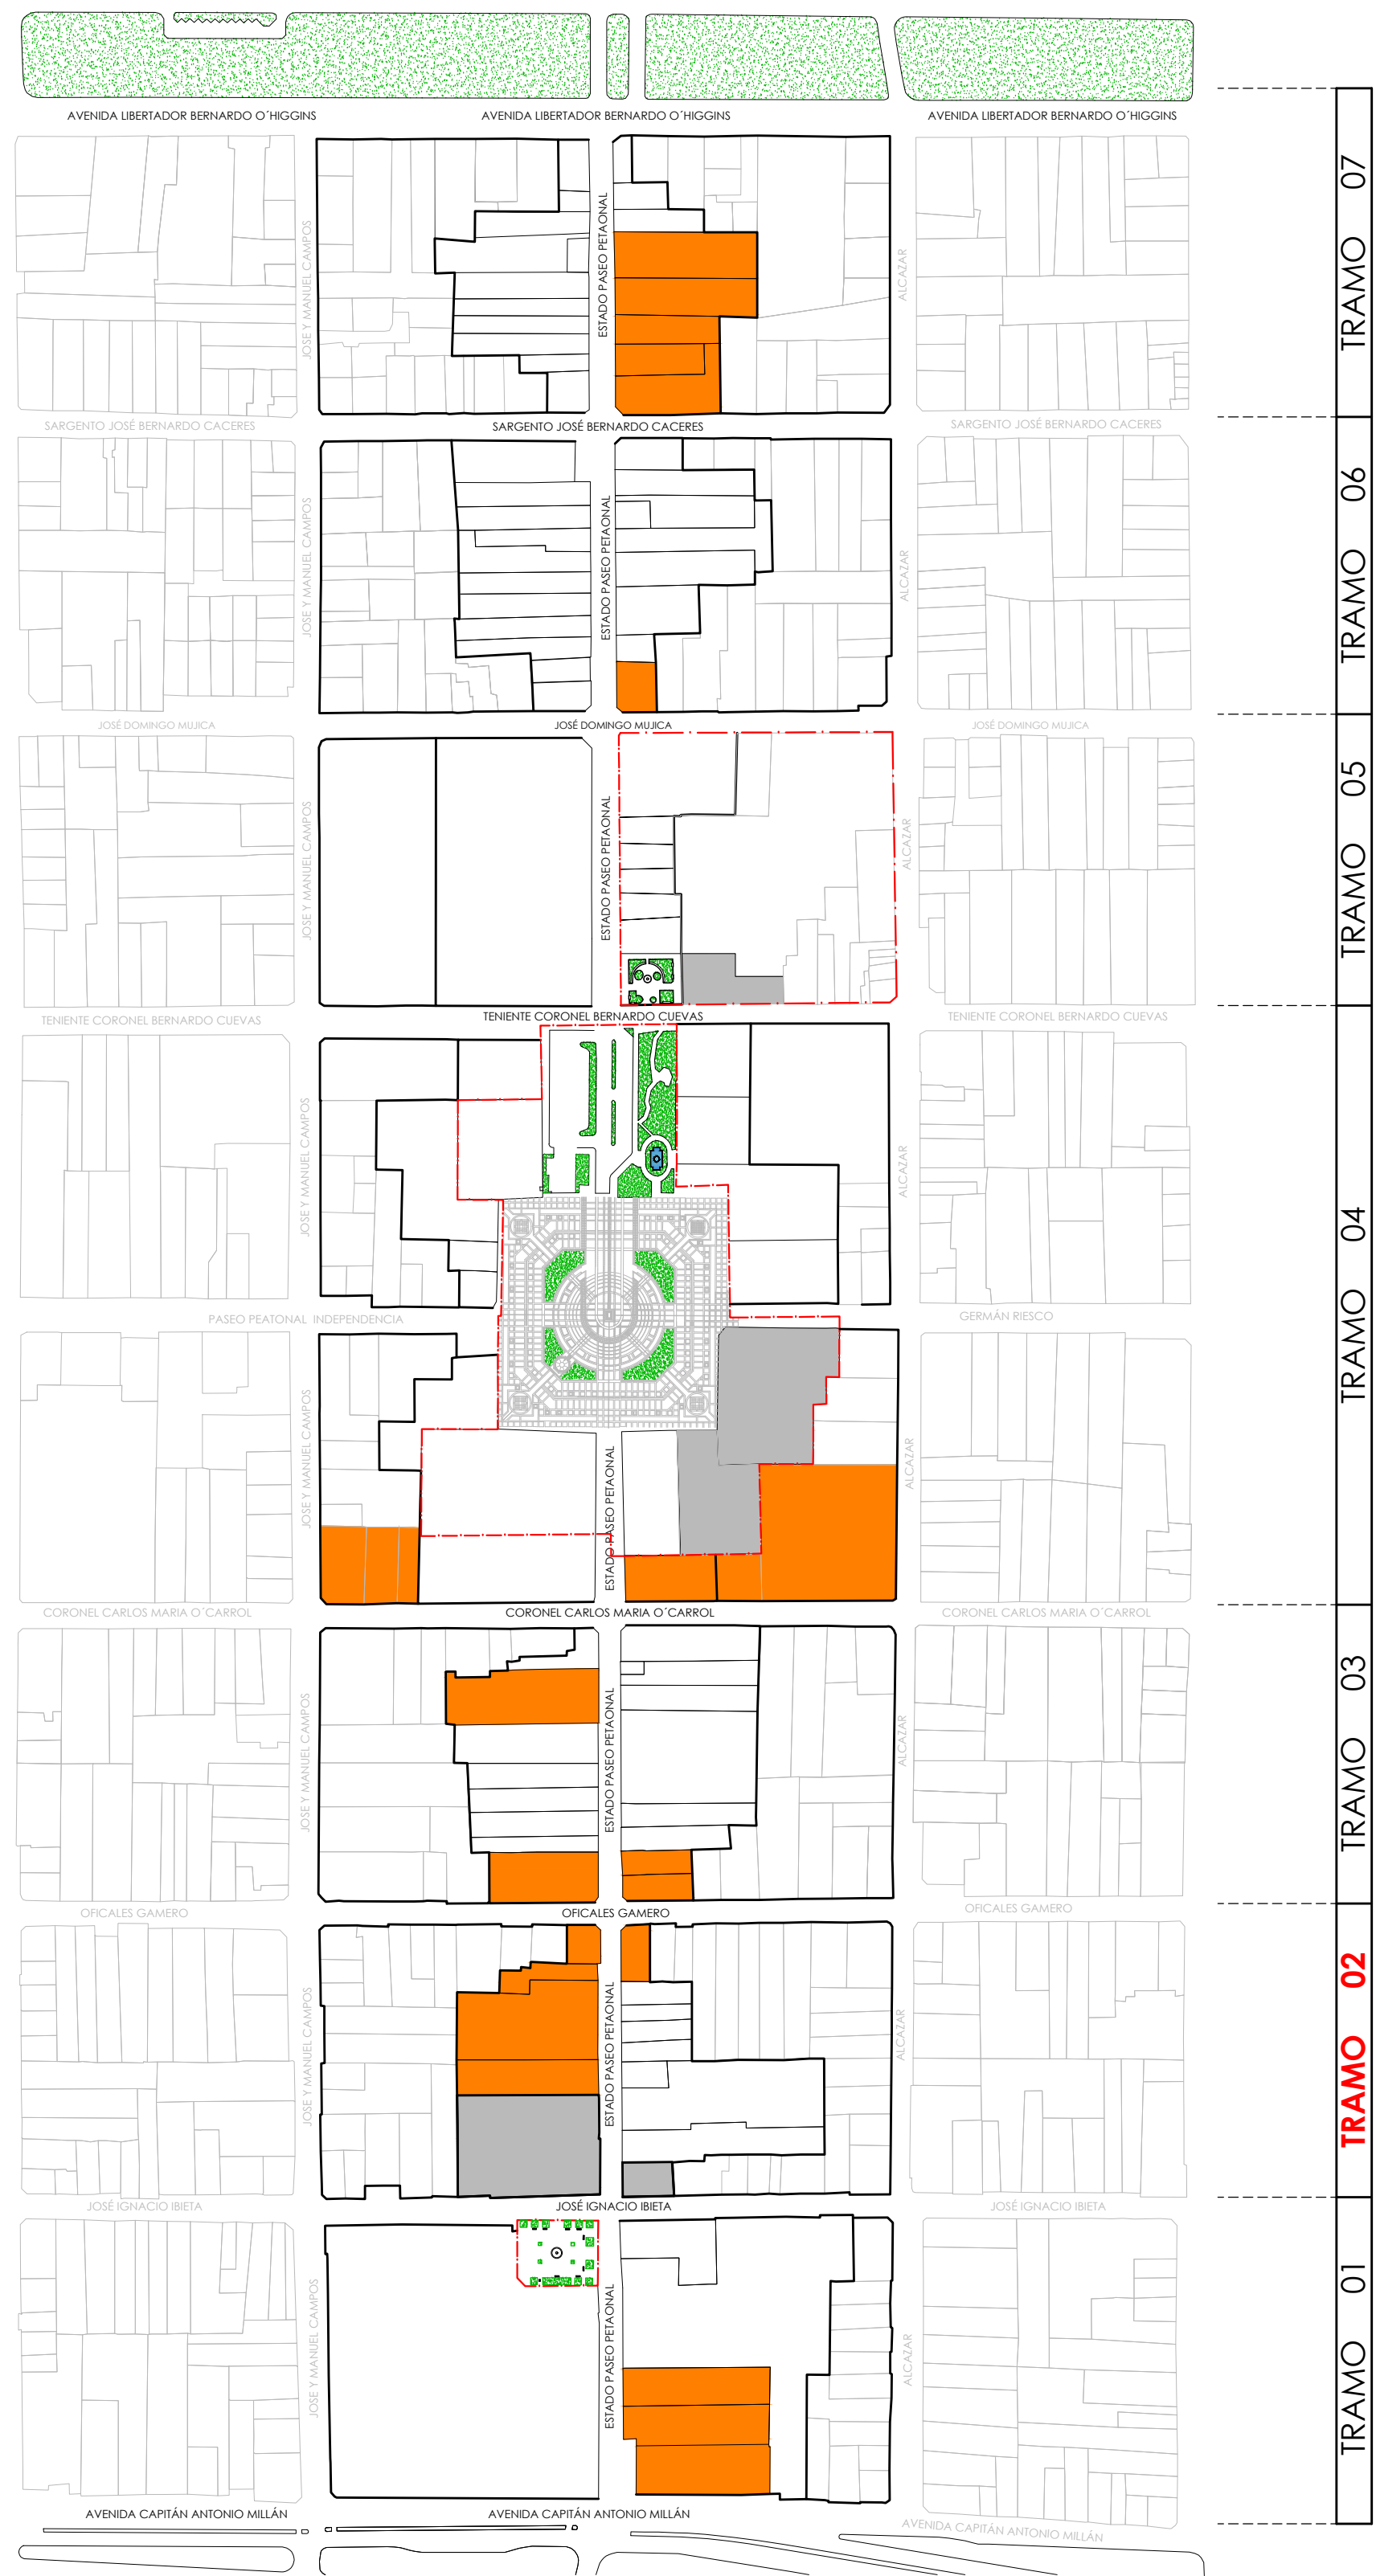 AVENIDA LIBERTADOR BERNARDO O´HIGGINS
AVENIDA LIBERTADOR BERNARDO O´HIGGINS
AVENIDA LIBERTADOR BERNARDO O´HIGGINS
JOSE Y MANUEL CAMPOS
ESTADO PASEO PETAONAL
ALCAZAR
TRAMO 07
SARGENTO JOSÉ BERNARDO CACERES
SARGENTO JOSÉ BERNARDO CACERES
SARGENTO JOSÉ BERNARDO CACERES
JOSE Y MANUEL CAMPOS
ESTADO PASEO PETAONAL
ALCAZAR
TRAMO 06
JOSÉ DOMINGO MUJICA
JOSÉ DOMINGO MUJICA
JOSÉ DOMINGO MUJICA
JOSE Y MANUEL CAMPOS
ESTADO PASEO PETAONAL
ALCAZAR
TRAMO 05
TENIENTE CORONEL BERNARDO CUEVAS
TENIENTE CORONEL BERNARDO CUEVAS
TENIENTE CORONEL BERNARDO CUEVAS
JOSE Y MANUEL CAMPOS
ALCAZAR
TRAMO 04
PASEO PEATONAL INDEPENDENCIA
GERMÁN RIESCO
JOSE Y MANUEL CAMPOS
ESTADO PASEO PETAONAL
ALCAZAR
CORONEL CARLOS MARIA O´CARROL
CORONEL CARLOS MARIA O´CARROL
CORONEL CARLOS MARIA O´CARROL
JOSE Y MANUEL CAMPOS
ESTADO PASEO PETAONAL
ALCAZAR
TRAMO 03
OFICALES GAMERO
OFICALES GAMERO
OFICALES GAMERO
JOSE Y MANUEL CAMPOS
ESTADO PASEO PETAONAL
ALCAZAR
TRAMO 02
JOSÉ IGNACIO IBIETA
JOSÉ IGNACIO IBIETA
JOSÉ IGNACIO IBIETA
JOSE Y MANUEL CAMPOS
ESTADO PASEO PETAONAL
ALCAZAR
TRAMO 01
AVENIDA CAPITÁN ANTONIO MILLÁN
AVENIDA CAPITÁN ANTONIO MILLÁN
AVENIDA CAPITÁN ANTONIO MILLÁN